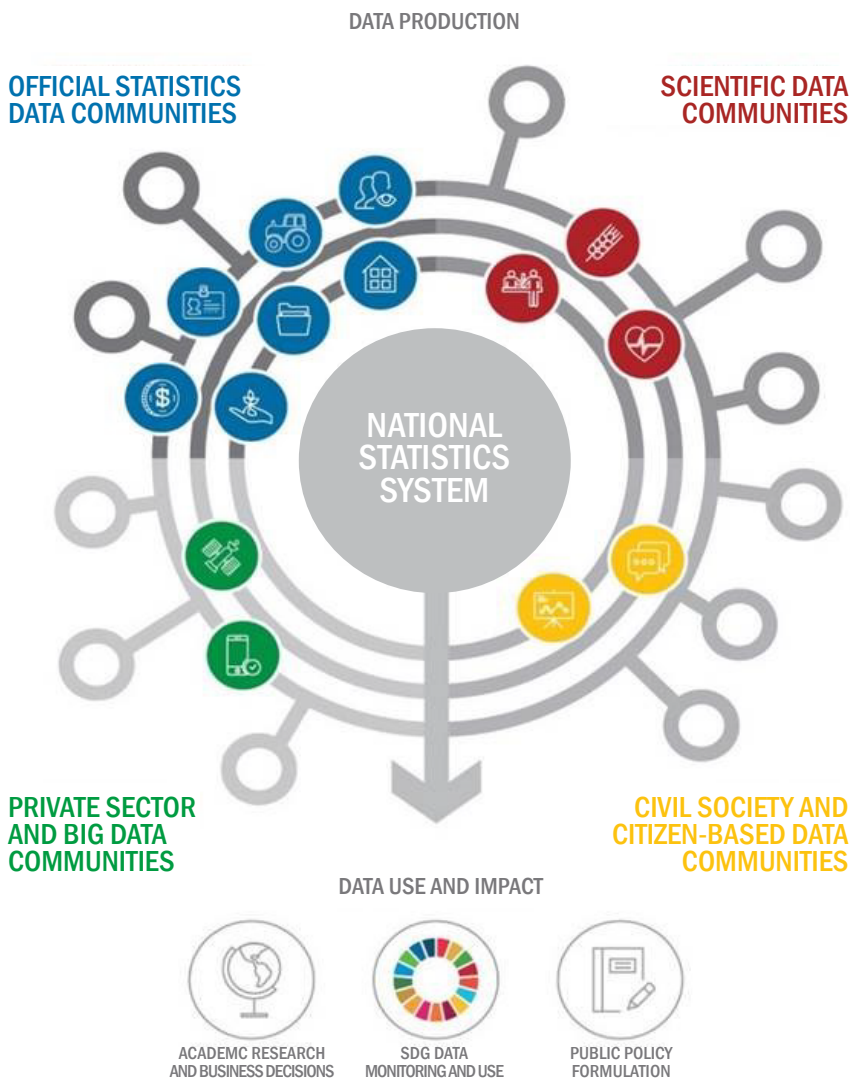 DATA PRODUCTION
OFFICIAL STATISTICS
DATA COMMUNITIES
SCIENTIFIC DATA
COMMUNITIES
$
NATIONAL
STATISTICS
SYSTEM
PRIVATE SECTOR
AND BIG DATA
COMMUNITIES
CIVIL SOCIETY AND
CITIZEN-BASED DATA
COMMUNITIES
DATA USE AND IMPACT
ACADEMC RESEARCH
AND BUSINESS DECISIONS
SDG DATA
MONITORING AND USE
PUBLIC POLICY
FORMULATION